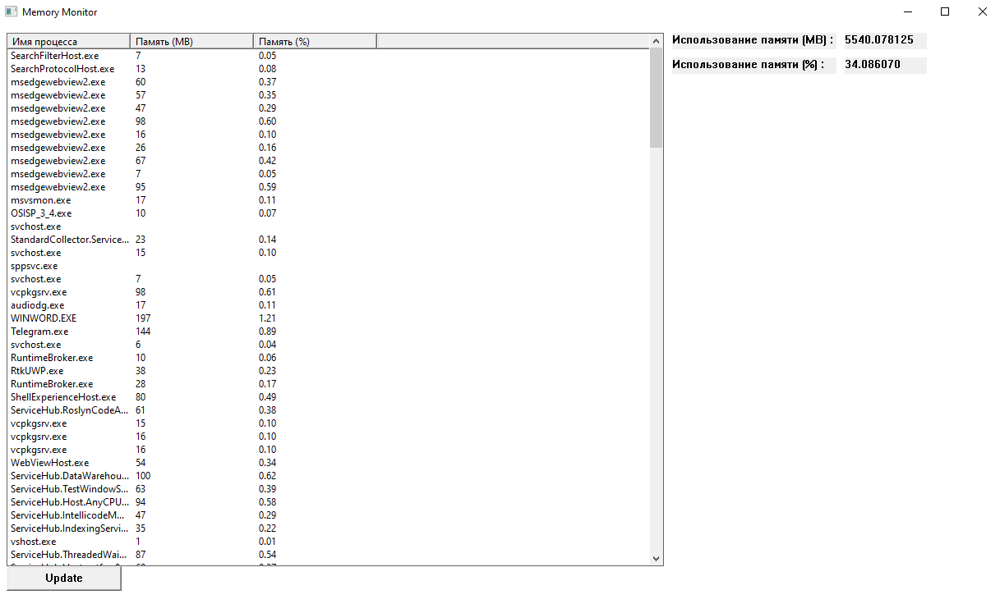 Memory Monitor
Имя процесса Память (MB) Память (%)
Использование памяти (MB) : 5540.078125
Использование памяти (%) : 34.086070
SearchFilterHost.exe 7 0.05
SearchProtocolHost.exe 13 0.08
msedgewebview2.exe 60 0.37
msedgewebview2.exe 57 0.35
msedgewebview2.exe 47 0.29
msedgewebview2.exe 98 0.60
msedgewebview2.exe 16 0.10
msedgewebview2.exe 26 0.16
msedgewebview2.exe 67 0.42
msedgewebview2.exe 7 0.05
msedgewebview2.exe 95 0.59
msvsmon.exe 17 0.11
OSISP_3_4.exe 10 0.07
svchost.exe
StandardCollector.Service... 23 0.14
svchost.exe 15 0.10
sppsvc.exe
svchost.exe 7 0.05
vcpkgsrv.exe 98 0.61
audiodg.exe 17 0.11
WINWORD.EXE 197 1.21
Telegram.exe 144 0.89
svchost.exe 6 0.04
RuntimeBroker.exe 10 0.06
RtkUWP.exe 38 0.23
RuntimeBroker.exe 28 0.17
ShellExperienceHost.exe 80 0.49
ServiceHub.RoslynCodeA... 61 0.38
vcpkgsrv.exe 15 0.10
vcpkgsrv.exe 16 0.10
vcpkgsrv.exe 16 0.10
WebViewHost.exe 54 0.34
ServiceHub.DataWarehou... 100 0.62
ServiceHub.TestWindowS... 63 0.39
ServiceHub.Host.AnyCPU... 94 0.58
ServiceHub.IntellicodeM... 47 0.29
ServiceHub.IndexingServi... 35 0.22
vshost.exe 1 0.01
ServiceHub.ThreadedWai... 87 0.54
Update